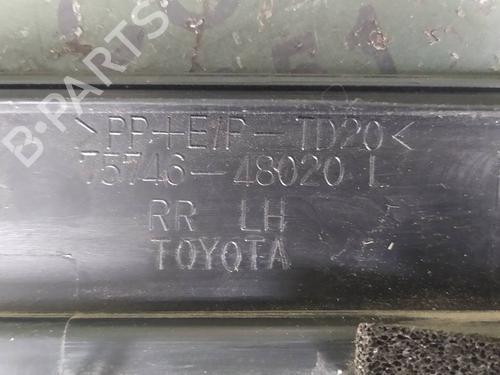 B-PARTS
>PP+E/P-TD20<
75746-48020 L
RR LH
TOYOTA